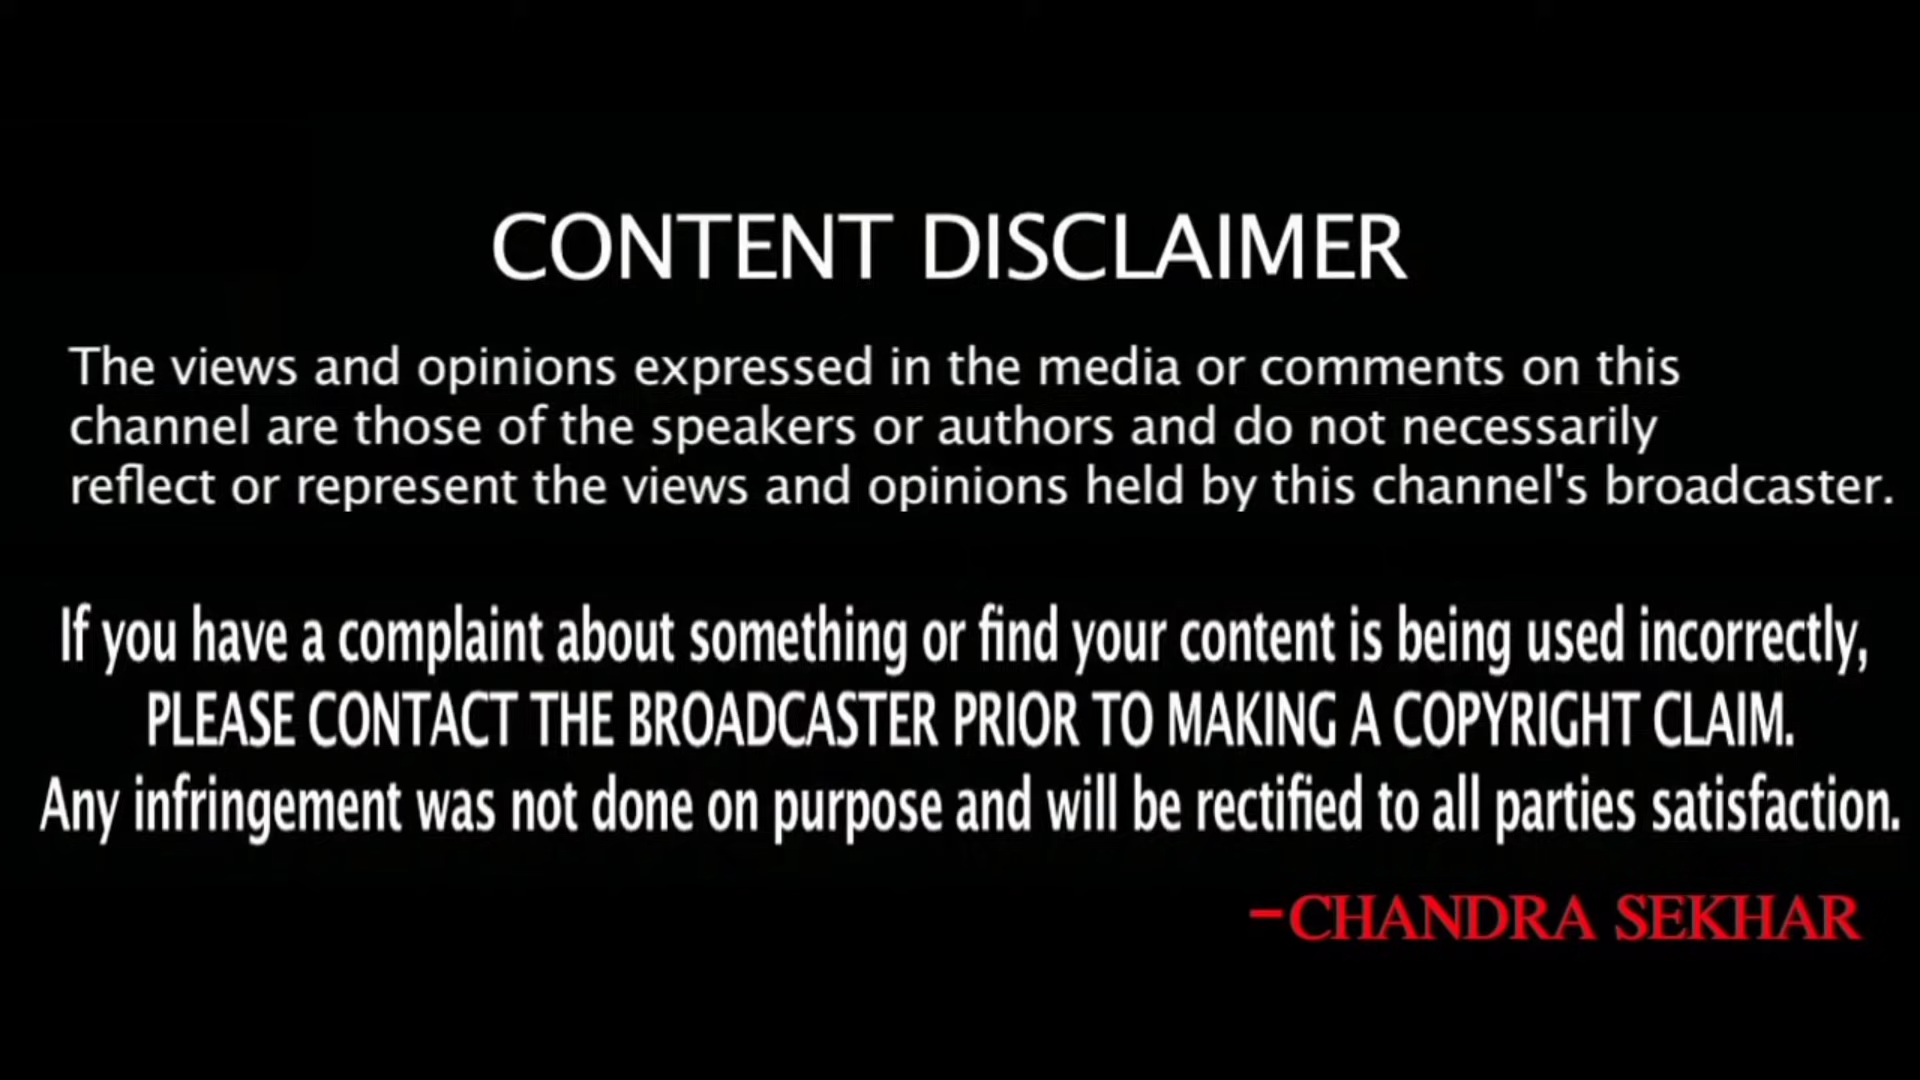 CONTENT DISCLAIMER
The views and opinions expressed in the media or comments on this
channel are those of the speakers or authors and do not necessarily
reflect or represent the views and opinions held by this channel's broadcaster.
If you have a complaint about something or find your content is being used incorrectly,
PLEASE CONTACT THE BROADCASTER PRIOR TO MAKING A COPYRIGHT CLAIM.
Any infringement was not done on purpose and will be rectified to all parties satisfaction.
-CHANDRA SEKHAR